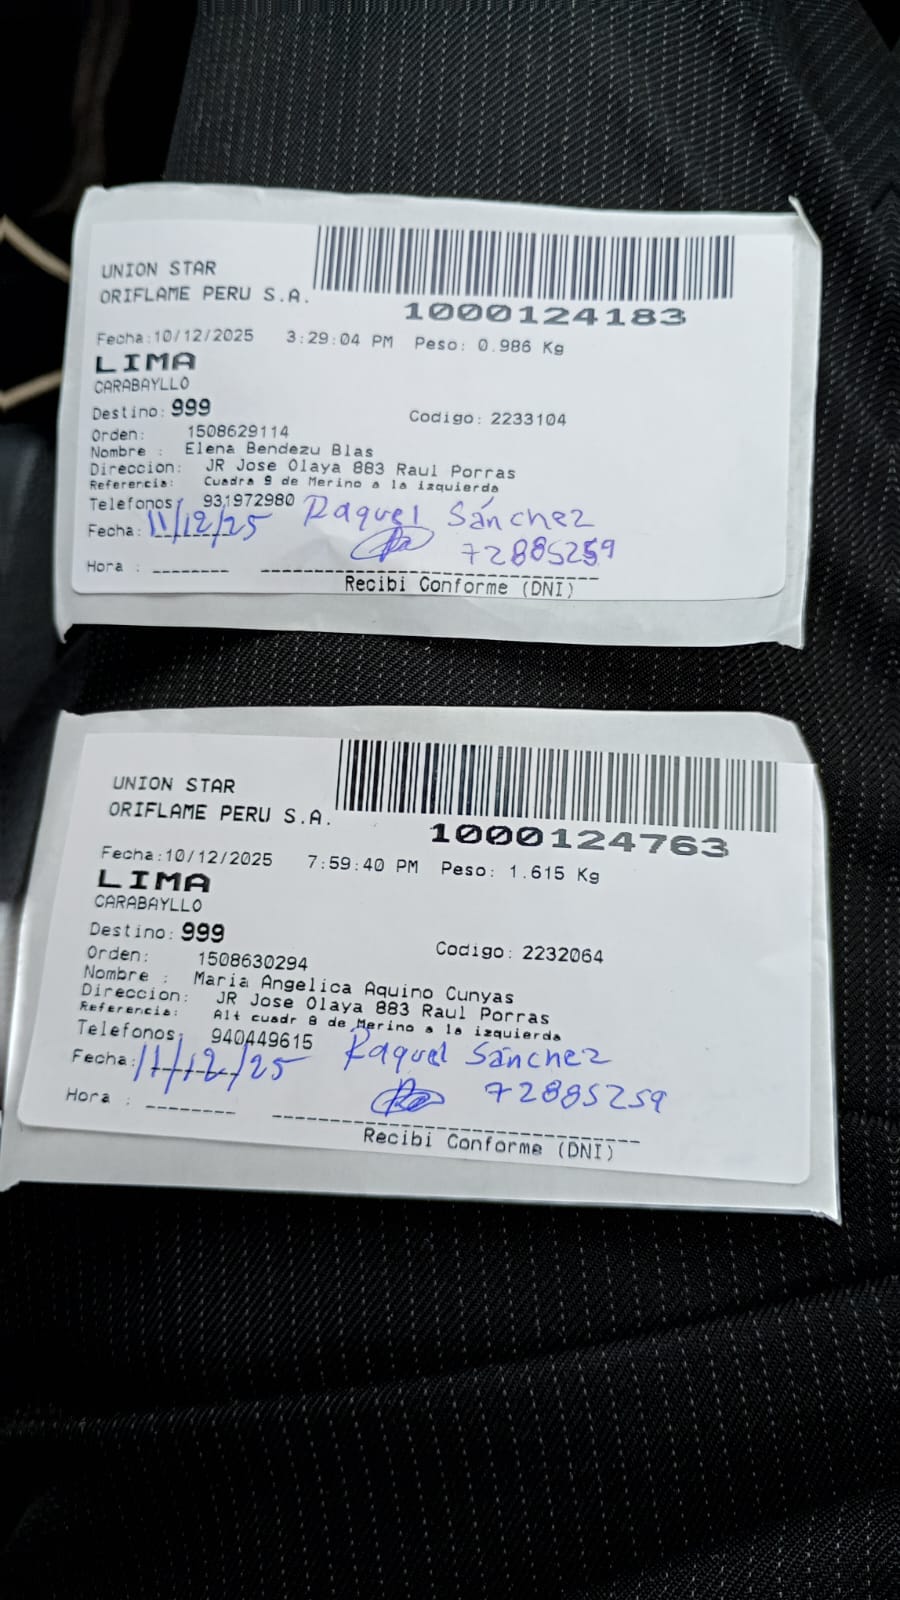 UNION STAR
ORIFLAME PERU S.A.
1000124183
Fecha:10/12/2025 3:29:04 PM Peso: 0.986 Kg
LIMA
CARABAYLLO
Destino: 999 Codigo: 2233104
Orden: 1508629114
Nombre : Elena Bendezu Blas
Direccion: JR Jose Olaya 883 Raul Porras
Referencia: Cuadra 9 de Merino a la izquierda
Telefonos: 931972980 Raquel Sánchez
Fecha: 11/12/25 72885259
Hora : -------- 
Recibi Conforme (DNI)
UNION STAR
ORIFLAME PERU S.A.
1000124763
Fecha:10/12/2025 7:59:40 PM Peso: 1.615 Kg
LIMA
CARABAYLLO
Destino: 999 Codigo: 2232064
Orden: 1508630294
Nombre : Maria Angelica Aquino Cunyas
Direccion: JR Jose Olaya 883 Raul Porras
Referencia: Alt cuadr 8 de Merino a la izquierda
Telefonos: 940449615 Raquel Sánchez
Fecha: 11/12/25 72885259
Hora : --------
Recibi Conforme (DNI)